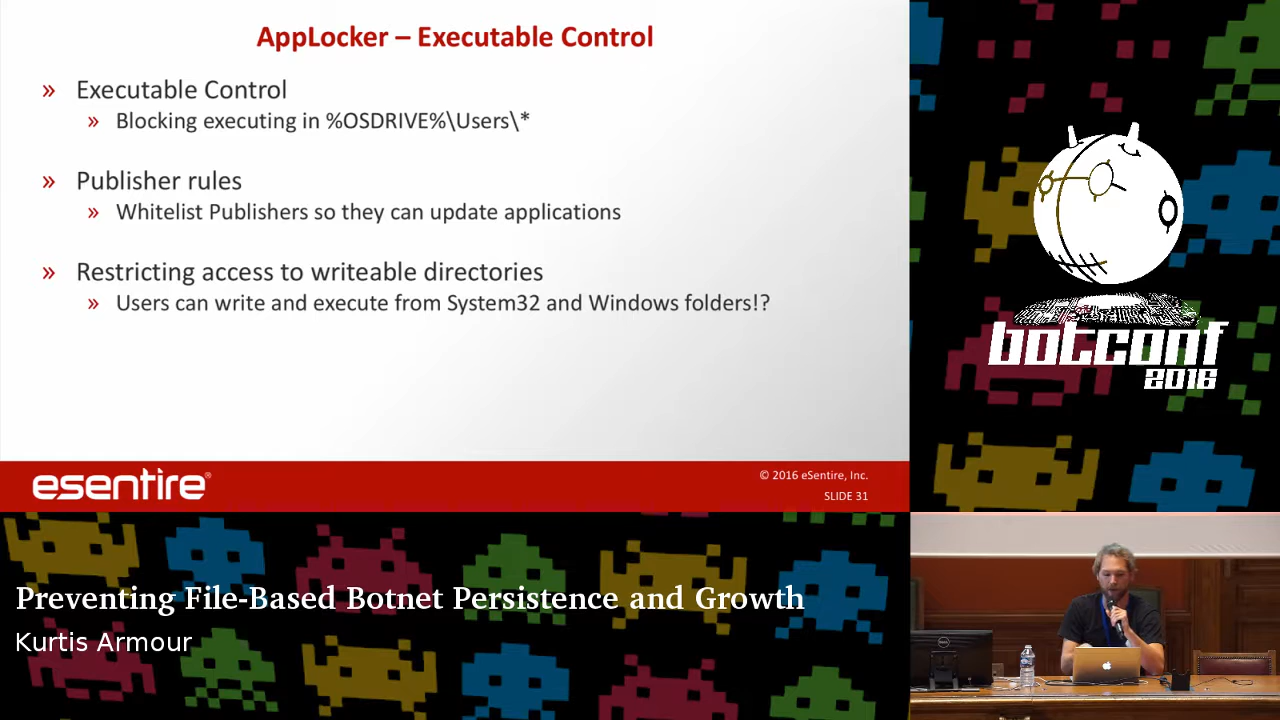 AppLocker – Executable Control
» Executable Control
» Blocking executing in %OSDRIVE%\Users\*
» Publisher rules
» Whitelist Publishers so they can update applications
» Restricting access to writeable directories
» Users can write and execute from System32 and Windows folders!?
esentire®
© 2016 eSentire, Inc.
SLIDE 31
botconf
2016
Preventing File-Based Botnet Persistence and Growth
Kurtis Armour
DELL